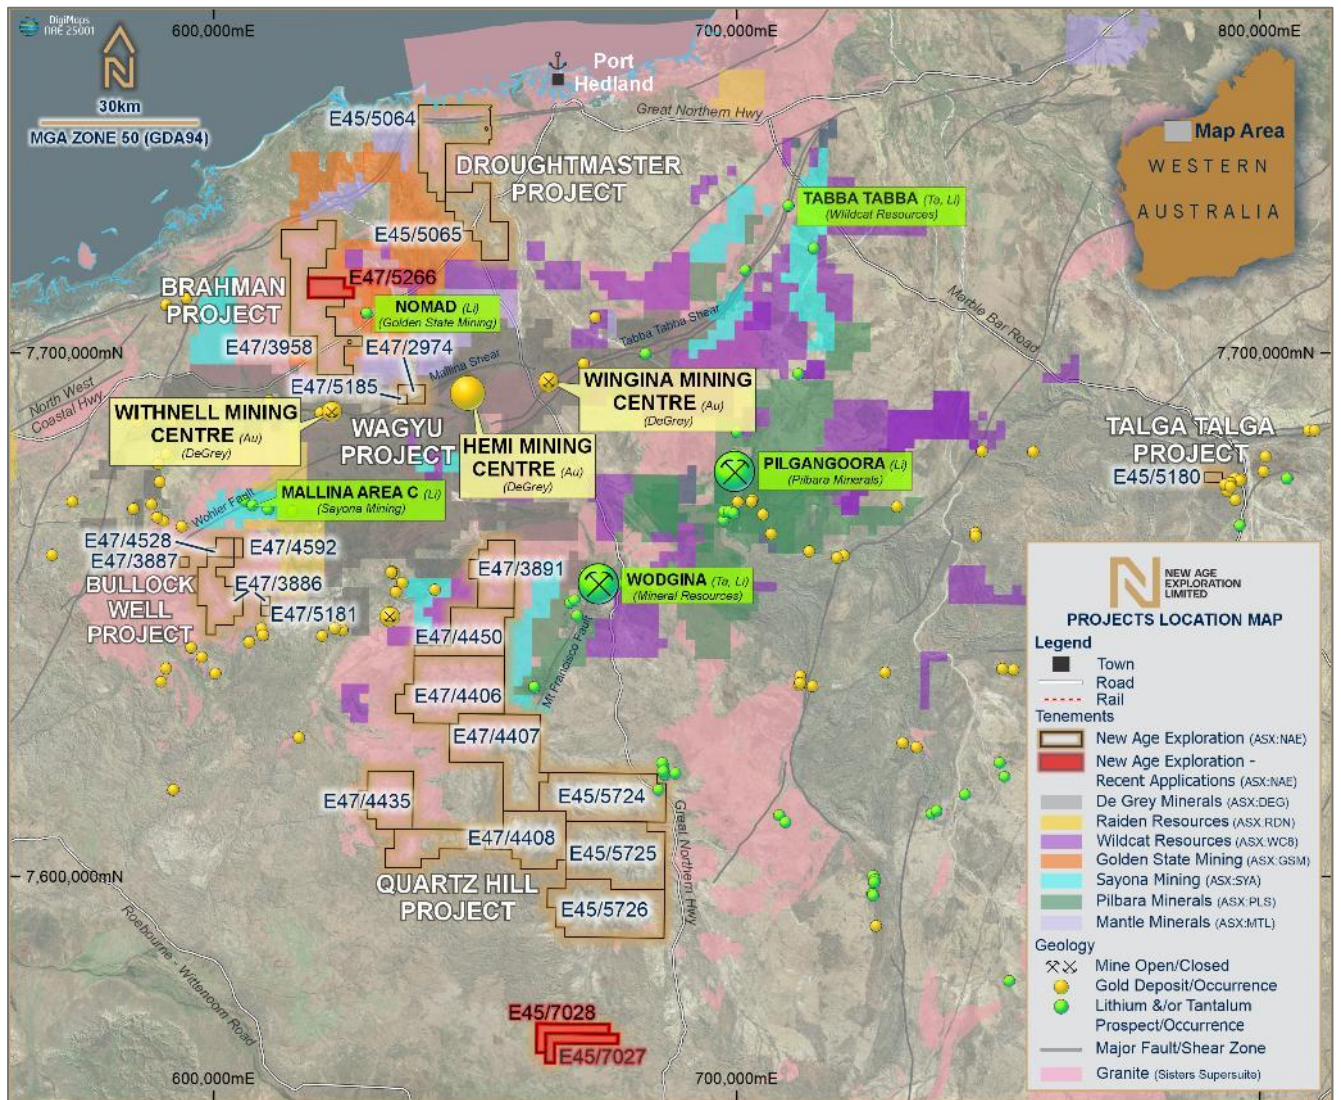 DigiMaps
NAE 25001
600,000mE
700,000mE
800,000mE
N
30km
MGA ZONE 50 (GDA94)
Port
Hedland
Great Northern Hwy
Map Area
WESTERN
AUSTRALIA
E45/5064
DROUGHTMASTER
PROJECT
E45/5065
TABBA TABBA (Ta, Li)
(Wildcat Resources)
BRAHMAN
PROJECT
E47/5266
NOMAD (Li)
(Golden State Mining)
Marble Bar Road
Tabba Tabba Shear
E47/3958
E47/2974
7,700,000mN
7,700,000mN
Mallina Shear
North West
Coastal Hwy
E47/5185
WITHNELL MINING
CENTRE (Au)
(DeGrey)
WAGYU
PROJECT
HEMI MINING
CENTRE (Au)
(DeGrey)
WINGINA MINING
CENTRE (Au)
(DeGrey)
TALGA TALGA
PROJECT
E45/5180
PILGANGOORA (Li)
(Pilbara Minerals)
MALLINA AREA C (Li)
(Sayona Mining)
Wohler Fault
E47/4528
E47/4592
E47/3887
BULLOCK
WELL
PROJECT
E47/3886
E47/5181
E47/3891
WODGINA (Ta, Li)
(Mineral Resources)
E47/4450
Mt Francisco Fault
E47/4406
E47/4407
E47/4435
E45/5724
E47/4408
E45/5725
QUARTZ HILL
PROJECT
E45/5726
Great Northern Hwy
7,600,000mN
Roebourne - Wittenoom Road
E45/7028
E45/7027
600,000mE
700,000mE
N
NEW AGE
EXPLORATION
LIMITED
PROJECTS LOCATION MAP
Legend
Town
Road
Rail
Tenements
New Age Exploration (ASX:NAE)
New Age Exploration -
Recent Applications (ASX:NAE)
De Grey Minerals (ASX:DEG)
Raiden Resources (ASX:RDN)
Wildcat Resources (ASX:WC8)
Golden State Mining (ASX:GSM)
Sayona Mining (ASX:SYA)
Pilbara Minerals (ASX:PLS)
Mantle Minerals (ASX:MTL)
Geology
Mine Open/Closed
Gold Deposit/Occurrence
Lithium &/or Tantalum
Prospect/Occurrence
Major Fault/Shear Zone
Granite (Sisters Supersuite)